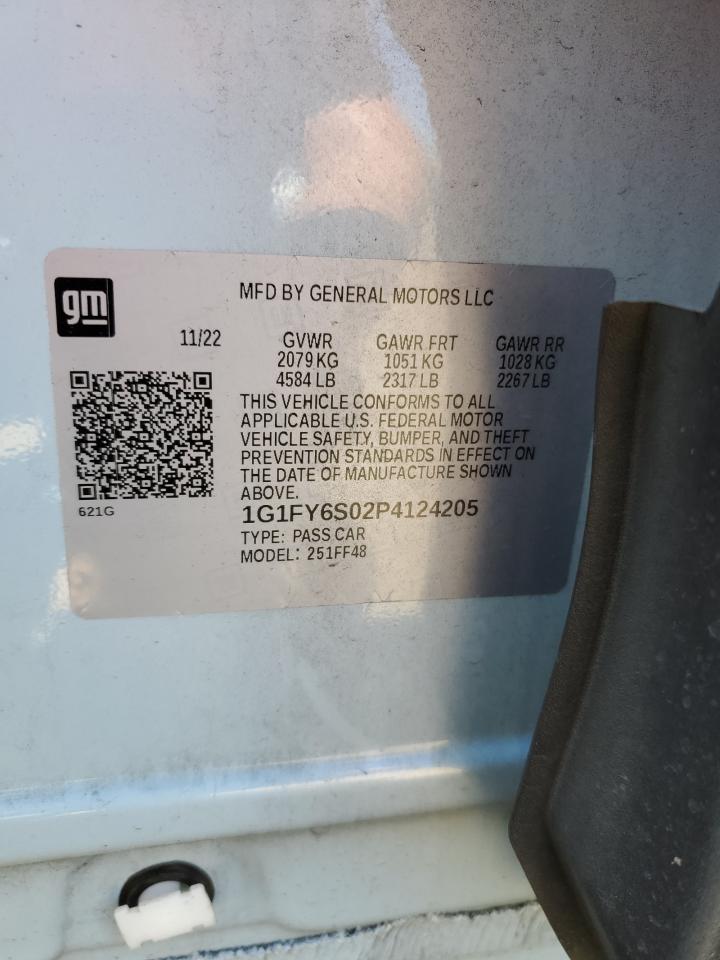 gm
MFD BY GENERAL MOTORS LLC
11/22 GVWR GAWR FRT GAWR RR
2079 KG 1051 KG 1028 KG
4584 LB 2317 LB 2267 LB
THIS VEHICLE CONFORMS TO ALL
APPLICABLE U.S. FEDERAL MOTOR
VEHICLE SAFETY, BUMPER, AND THEFT
PREVENTION STANDARDS IN EFFECT ON
THE DATE OF MANUFACTURE SHOWN
ABOVE.
621G
1G1FY6S02P4124205
TYPE: PASS CAR
MODEL: 251FF48